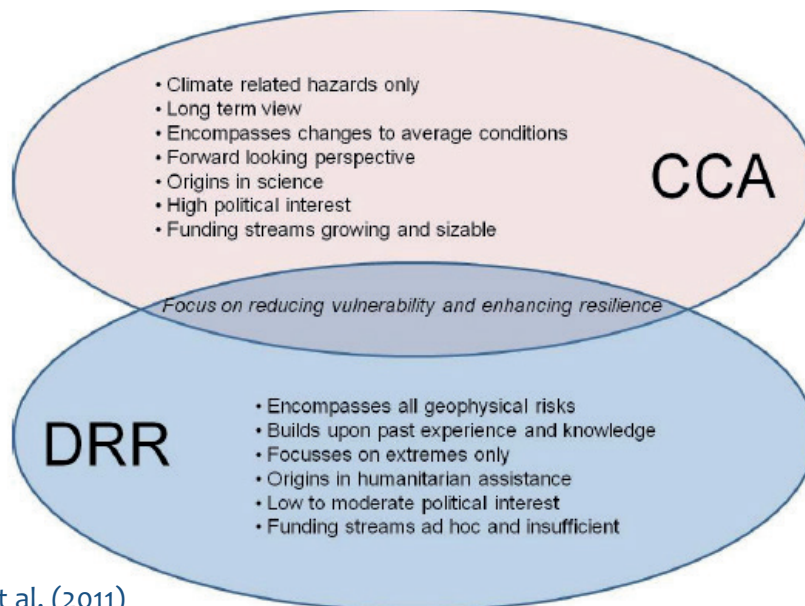 • Climate related hazards only
• Long term view
• Encompasses changes to average conditions
• Forward looking perspective
• Origins in science
• High political interest
• Funding streams growing and sizable
CCA
Focus on reducing vulnerability and enhancing resilience
DRR
• Encompasses all geophysical risks
• Builds upon past experience and knowledge
• Focusses on extremes only
• Origins in humanitarian assistance
• Low to moderate political interest
• Funding streams ad hoc and insufficient
t al. (2011)